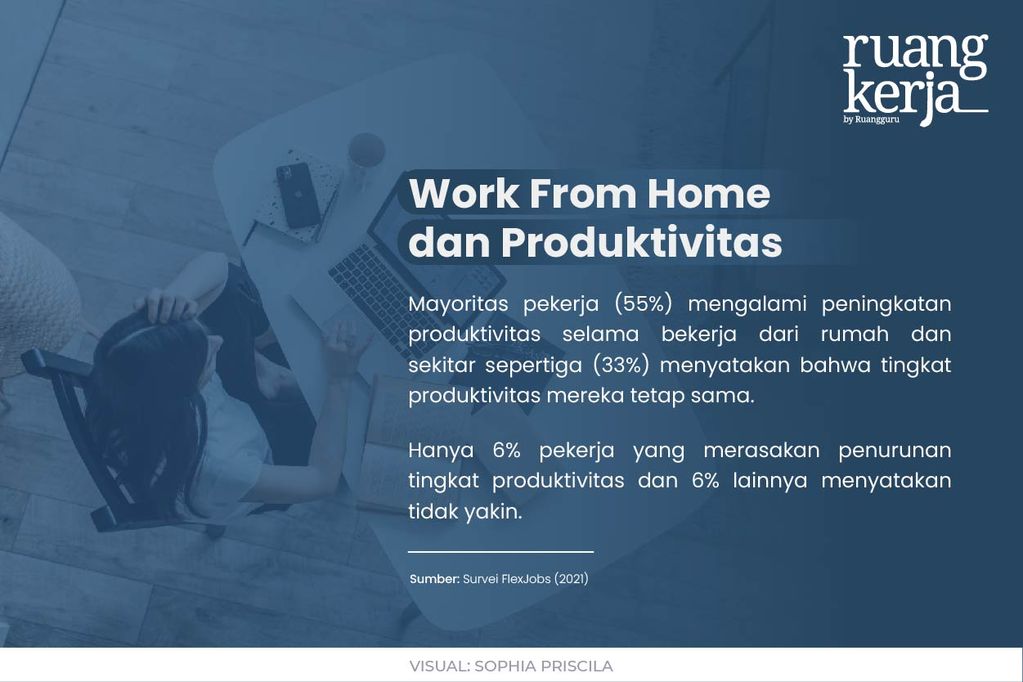 ruang
kerja_
by Ruangguru
Work From Home
dan Produktivitas
Mayoritas pekerja (55%) mengalami peningkatan
produktivitas selama bekerja dari rumah dan
sekitar sepertiga (33%) menyatakan bahwa tingkat
produktivitas mereka tetap sama.
Hanya 6% pekerja yang merasakan penurunan
tingkat produktivitas dan 6% lainnya menyatakan
tidak yakin.
Sumber: Survei FlexJobs (2021)
VISUAL: SOPHIA PRISCILA